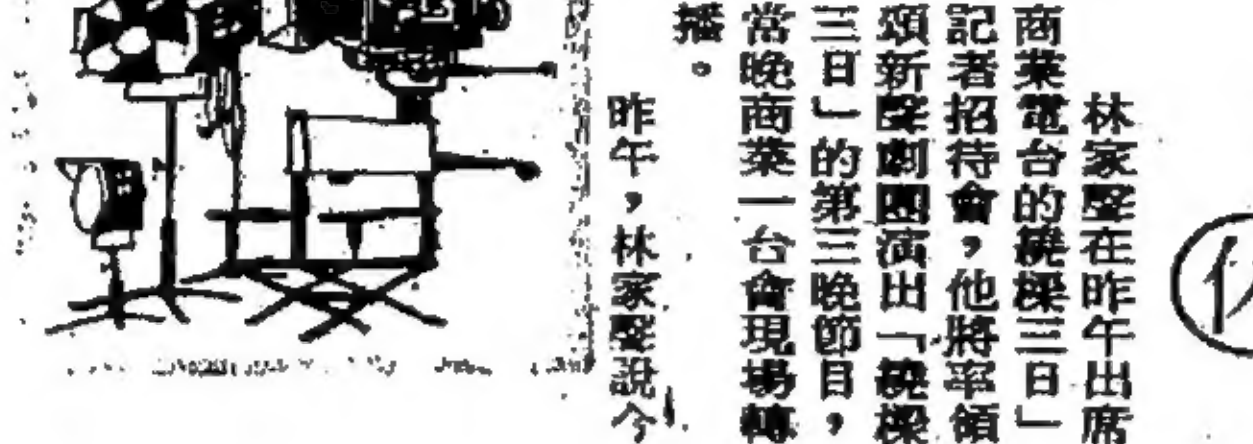 林家聲在昨午出席
商業電台的繞樑三日」
記者招待會,他將率領
頌新聲劇團演出「繞樑
三日」的第三晚節目,
當晚商業一台會現場轉
播。
昨午,林家聲說今